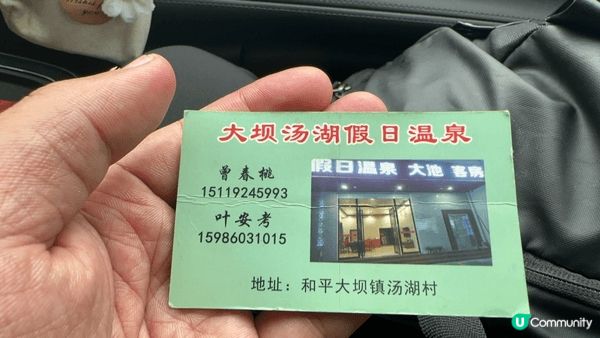 大坝汤湖假日温泉
曾春桃
15119245993
叶安考
15986031015
假日温泉 大池 客房
地址：和平大坝镇汤湖村
U Community